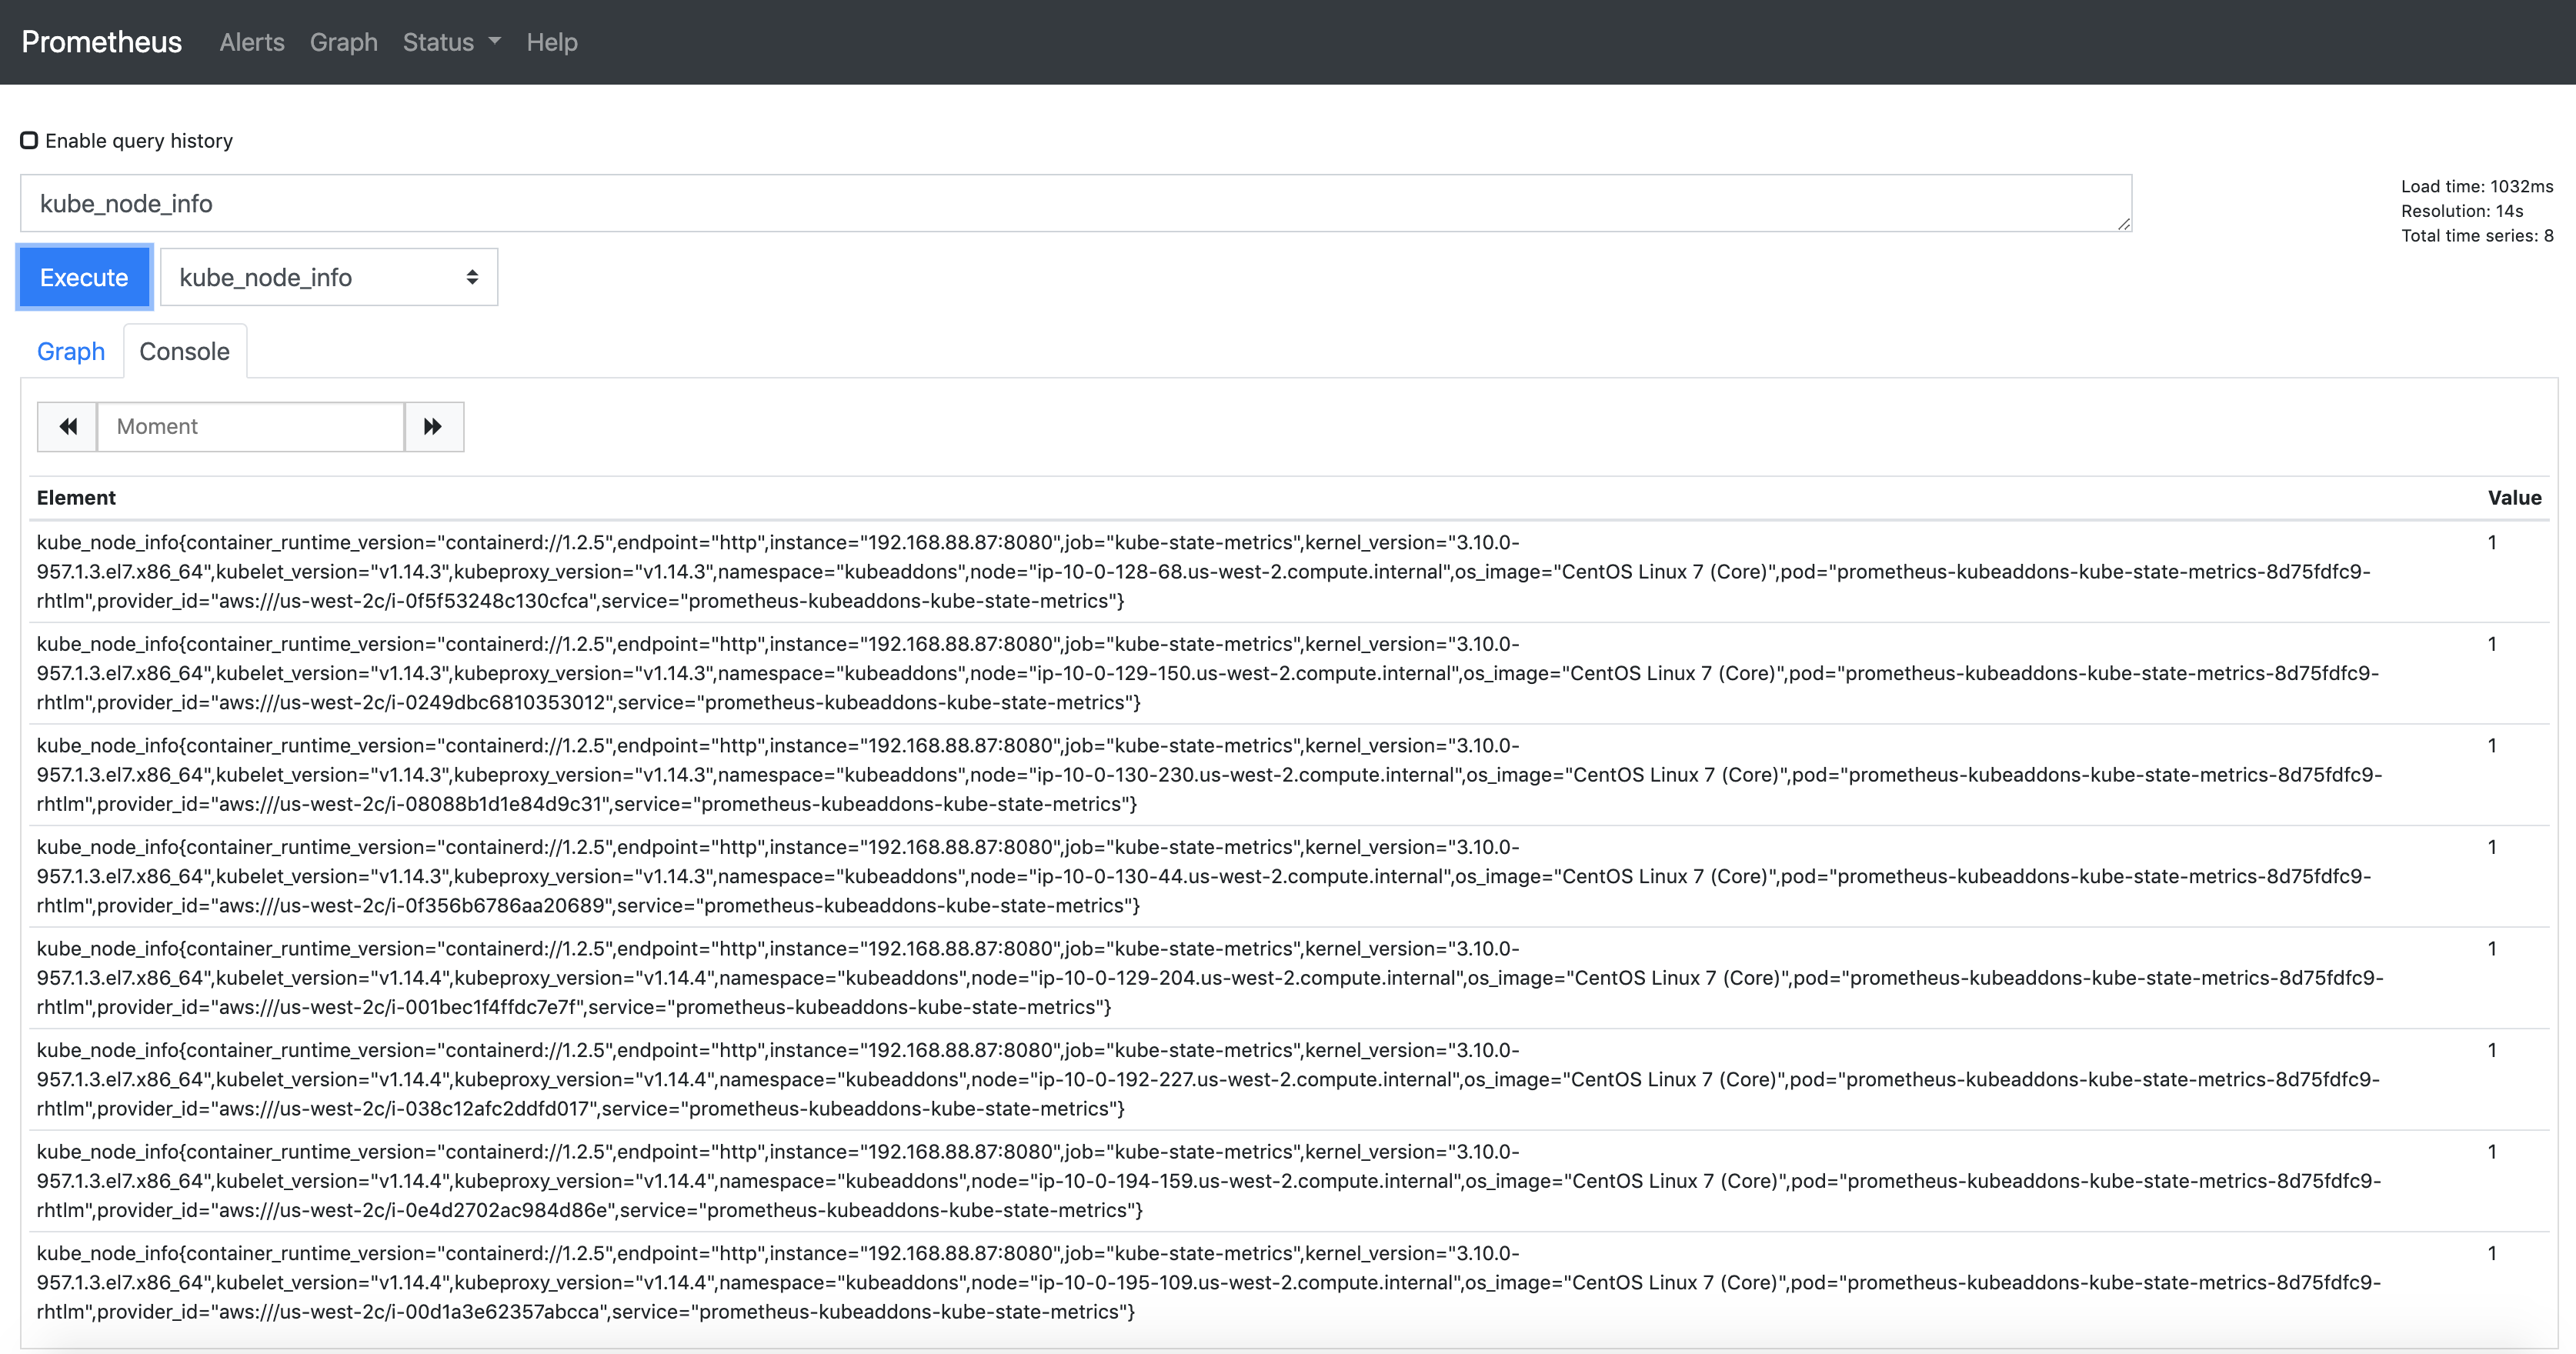 Prometheus Alerts Graph Status Help
Enable query history
kube_node_info
Load time: 1032ms
Resolution: 14s
Total time series: 8
Execute kube_node_info
Graph Console
Moment
Element Value
kube_node_info{container_runtime_version="containerd://1.2.5",endpoint="http",instance="192.168.88.87:8080",job="kube-state-metrics",kernel_version="3.10.0- 1
957.1.3.el7.x86_64",kubelet_version="v1.14.3",kubeproxy_version="v1.14.3",namespace="kubeaddons",node="ip-10-0-128-68.us-west-2.compute.internal",os_image="CentOS Linux 7 (Core)",pod="prometheus-kubeaddons-kube-state-metrics-8d75fdfc9-
rhtlm",provider_id="aws:///us-west-2c/i-0f5f53248c130cfca",service="prometheus-kubeaddons-kube-state-metrics"}
kube_node_info{container_runtime_version="containerd://1.2.5",endpoint="http",instance="192.168.88.87:8080",job="kube-state-metrics",kernel_version="3.10.0- 1
957.1.3.el7.x86_64",kubelet_version="v1.14.3",kubeproxy_version="v1.14.3",namespace="kubeaddons",node="ip-10-0-129-150.us-west-2.compute.internal",os_image="CentOS Linux 7 (Core)",pod="prometheus-kubeaddons-kube-state-metrics-8d75fdfc9-
rhtlm",provider_id="aws:///us-west-2c/i-0249dbc6810353012",service="prometheus-kubeaddons-kube-state-metrics"}
kube_node_info{container_runtime_version="containerd://1.2.5",endpoint="http",instance="192.168.88.87:8080",job="kube-state-metrics",kernel_version="3.10.0- 1
957.1.3.el7.x86_64",kubelet_version="v1.14.3",kubeproxy_version="v1.14.3",namespace="kubeaddons",node="ip-10-0-130-230.us-west-2.compute.internal",os_image="CentOS Linux 7 (Core)",pod="prometheus-kubeaddons-kube-state-metrics-8d75fdfc9-
rhtlm",provider_id="aws:///us-west-2c/i-08088b1d1e84d9c31",service="prometheus-kubeaddons-kube-state-metrics"}
kube_node_info{container_runtime_version="containerd://1.2.5",endpoint="http",instance="192.168.88.87:8080",job="kube-state-metrics",kernel_version="3.10.0- 1
957.1.3.el7.x86_64",kubelet_version="v1.14.3",kubeproxy_version="v1.14.3",namespace="kubeaddons",node="ip-10-0-130-44.us-west-2.compute.internal",os_image="CentOS Linux 7 (Core)",pod="prometheus-kubeaddons-kube-state-metrics-8d75fdfc9-
rhtlm",provider_id="aws:///us-west-2c/i-0f356b6786aa20689",service="prometheus-kubeaddons-kube-state-metrics"}
kube_node_info{container_runtime_version="containerd://1.2.5",endpoint="http",instance="192.168.88.87:8080",job="kube-state-metrics",kernel_version="3.10.0- 1
957.1.3.el7.x86_64",kubelet_version="v1.14.4",kubeproxy_version="v1.14.4",namespace="kubeaddons",node="ip-10-0-129-204.us-west-2.compute.internal",os_image="CentOS Linux 7 (Core)",pod="prometheus-kubeaddons-kube-state-metrics-8d75fdfc9-
rhtlm",provider_id="aws:///us-west-2c/i-001bec1f4ffdc7e7f",service="prometheus-kubeaddons-kube-state-metrics"}
kube_node_info{container_runtime_version="containerd://1.2.5",endpoint="http",instance="192.168.88.87:8080",job="kube-state-metrics",kernel_version="3.10.0- 1
957.1.3.el7.x86_64",kubelet_version="v1.14.4",kubeproxy_version="v1.14.4",namespace="kubeaddons",node="ip-10-0-192-227.us-west-2.compute.internal",os_image="CentOS Linux 7 (Core)",pod="prometheus-kubeaddons-kube-state-metrics-8d75fdfc9-
rhtlm",provider_id="aws:///us-west-2c/i-038c12afc2ddfd017",service="prometheus-kubeaddons-kube-state-metrics"}
kube_node_info{container_runtime_version="containerd://1.2.5",endpoint="http",instance="192.168.88.87:8080",job="kube-state-metrics",kernel_version="3.10.0- 1
957.1.3.el7.x86_64",kubelet_version="v1.14.4",kubeproxy_version="v1.14.4",namespace="kubeaddons",node="ip-10-0-194-159.us-west-2.compute.internal",os_image="CentOS Linux 7 (Core)",pod="prometheus-kubeaddons-kube-state-metrics-8d75fdfc9-
rhtlm",provider_id="aws:///us-west-2c/i-0e4d2702ac984d86e",service="prometheus-kubeaddons-kube-state-metrics"}
kube_node_info{container_runtime_version="containerd://1.2.5",endpoint="http",instance="192.168.88.87:8080",job="kube-state-metrics",kernel_version="3.10.0- 1
957.1.3.el7.x86_64",kubelet_version="v1.14.4",kubeproxy_version="v1.14.4",namespace="kubeaddons",node="ip-10-0-195-109.us-west-2.compute.internal",os_image="CentOS Linux 7 (Core)",pod="prometheus-kubeaddons-kube-state-metrics-8d75fdfc9-
rhtlm",provider_id="aws:///us-west-2c/i-00d1a3e62357abcca",service="prometheus-kubeaddons-kube-state-metrics"}